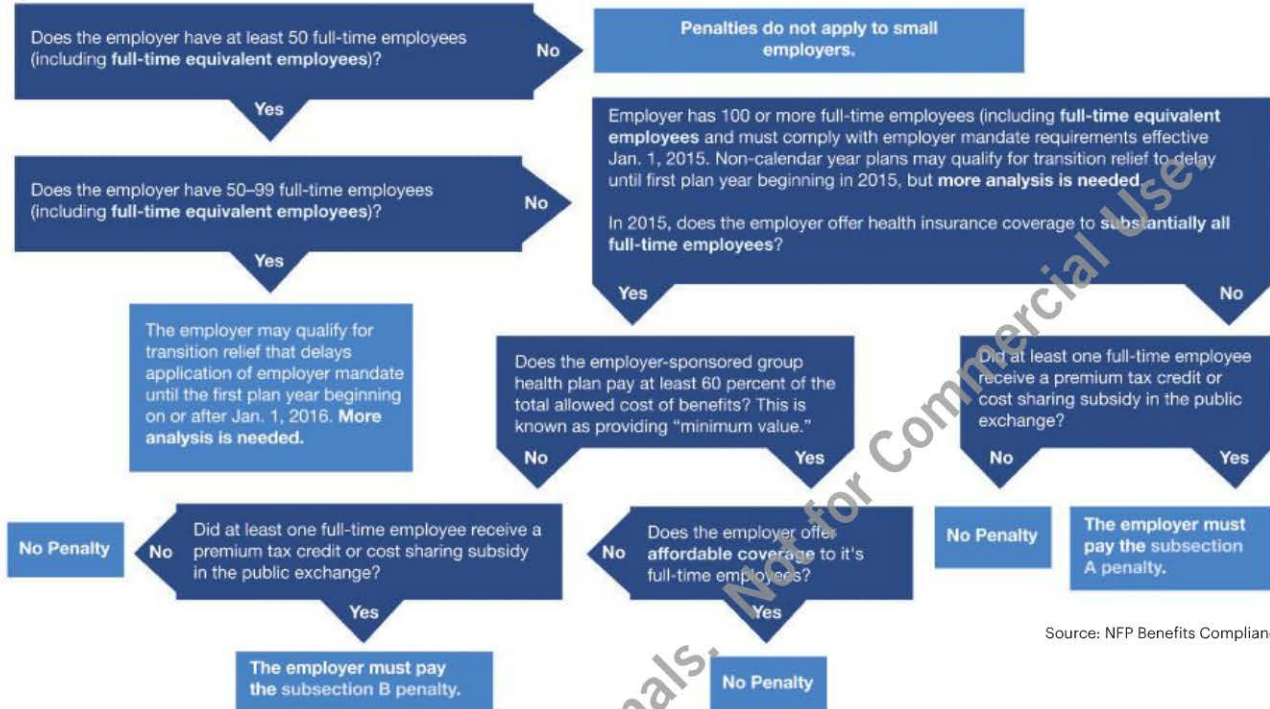 Does the employer have at least 50 full-time employees
(including full-time equivalent employees)?
No
Penalties do not apply to small
employers.
Yes
Employer has 100 or more full-time employees (including full-time equivalent
employees and must comply with employer mandate requirements effective
Jan. 1, 2015. Non-calendar year plans may qualify for transition relief to delay
until first plan year beginning in 2015, but more analysis is needed
In 2015, does the employer offer health insurance coverage to substantially all
full-time employees?
Does the employer have 50–99 full-time employees
(including full-time equivalent employees)?
No
Yes
Yes
No
The employer may qualify for
transition relief that delays
application of employer mandate
until the first plan year beginning
on or after Jan. 1, 2016. More
analysis is needed.
Does the employer-sponsored group
health plan pay at least 60 percent of the
total allowed cost of benefits? This is
known as providing “minimum value.”
No
Yes
Did at least one full-time employee
receive a premium tax credit or
cost sharing subsidy in the public
exchange?
No
Yes
No Penalty
No
Did at least one full-time employee receive a
premium tax credit or cost sharing subsidy
in the public exchange?
Yes
No
Does the employer offer
affordable coverage to it's
full-time employees?
Yes
No Penalty
The employer must
pay the subsection
A penalty.
The employer must pay
the subsection B penalty.
No Penalty
Source: NFP Benefits Complian
Not for Commercial Use.